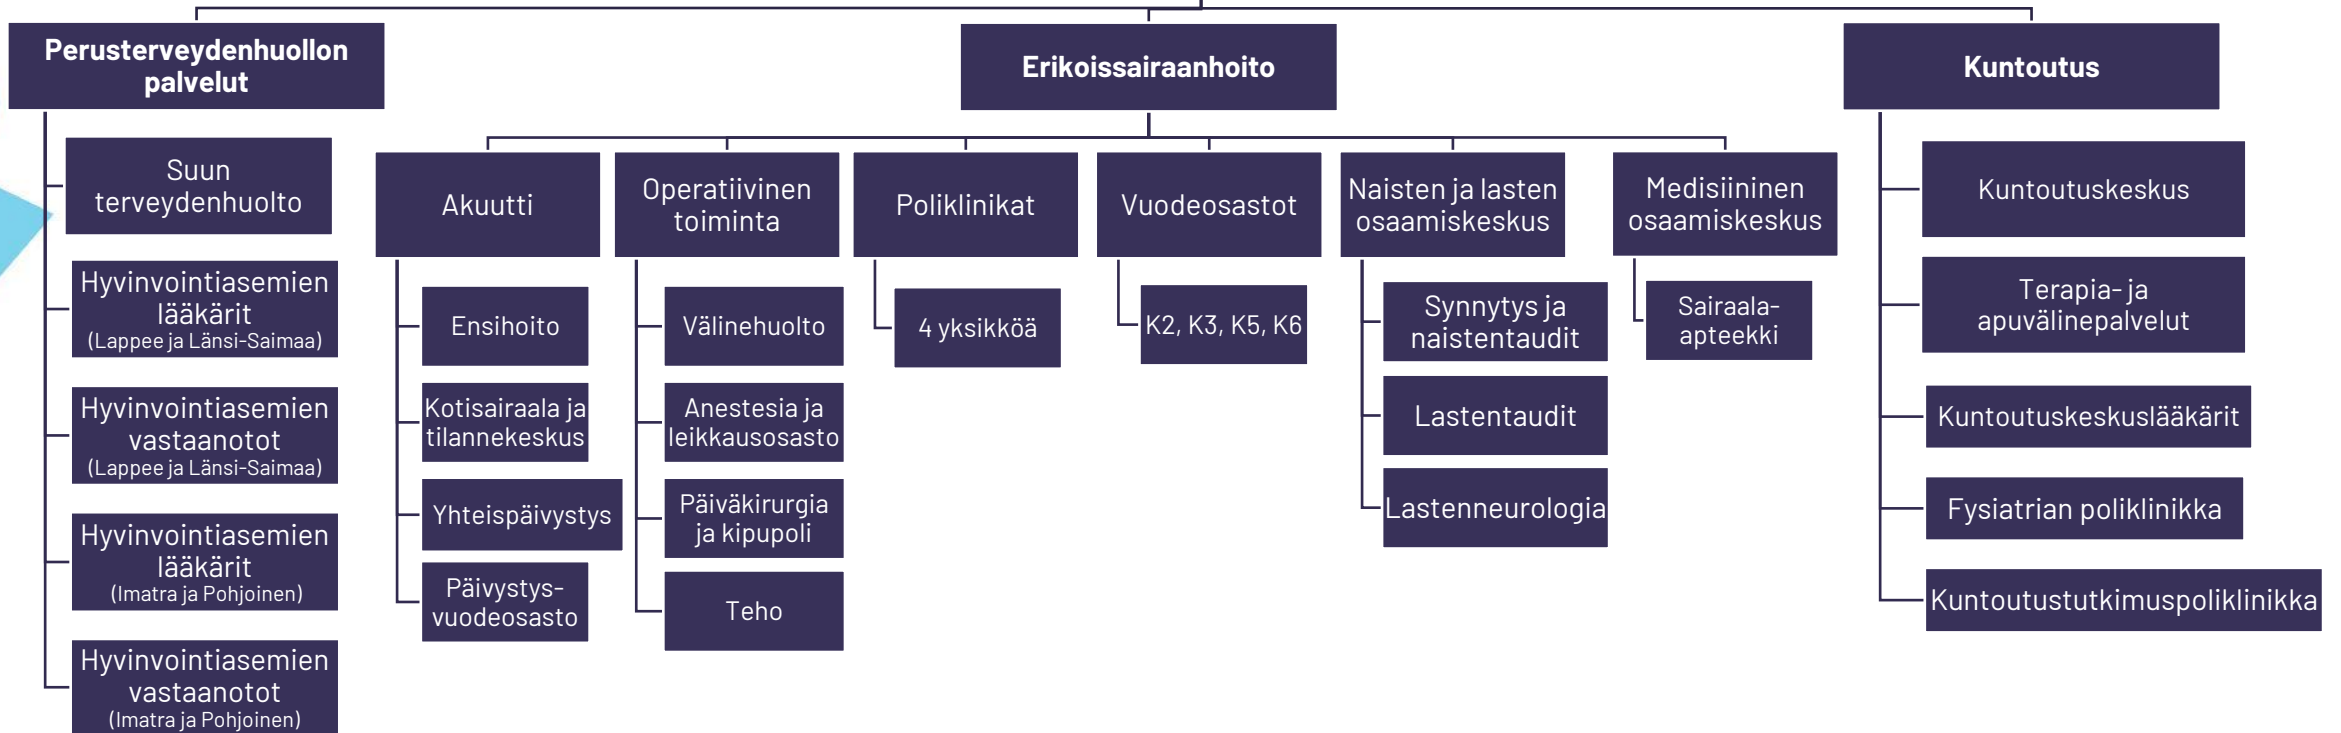 Perusterveydenhuollon
palvelut
Suun
terveydenhuolto
Hyvinvointiasemien
lääkärit
(Lappee ja Länsi-Saimaa)
Hyvinvointiasemien
vastaanotot
(Lappee ja Länsi-Saimaa)
Hyvinvointiasemien
lääkärit
(Imatra ja Pohjoinen)
Hyvinvointiasemien
vastaanotot
(Imatra ja Pohjoinen)
Erikoissairaanhoito
Akuutti
Ensihoito
Kotisairaala ja
tilannekeskus
Yhteispäivystys
Päivystys-
vuodeosasto
Operatiivinen
toiminta
Välinehuolto
Anestesia ja
leikkausosasto
Päiväkirurgia
ja kipupoli
Teho
Poliklinikat
4 yksikköä
Vuodeosastot
K2, K3, K5, K6
Naisten ja lasten
osaamiskeskus
Synnytys ja
naistentaudit
Lastentaudit
Lastenneurologia
Medisiininen
osaamiskeskus
Sairaala-
apteekki
Kuntoutus
Kuntoutuskeskus
Terapia- ja
apuvälinepalvelut
Kuntoutuskeskuslääkärit
Fysiatrian poliklinikka
Kuntoutustutkimuspoliklinikka